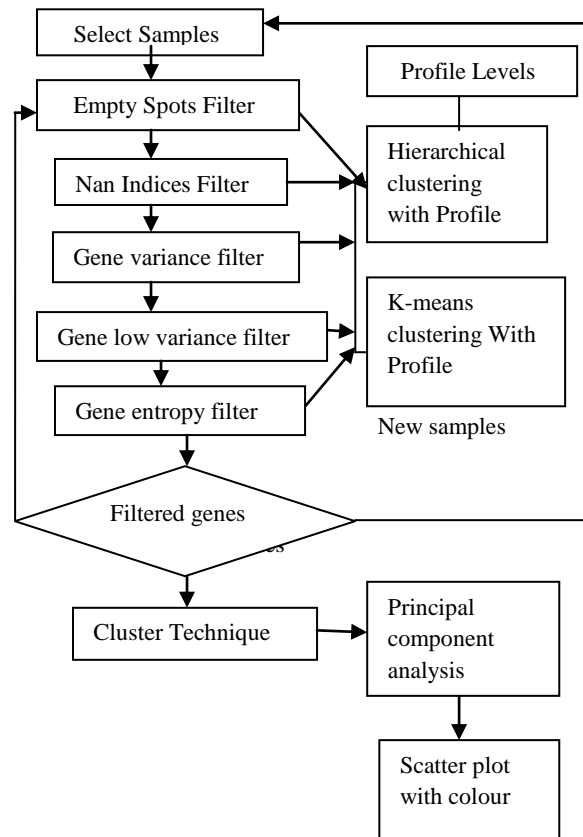 Select Samples
Profile Levels
Empty Spots Filter
Hierarchical
clustering
with Profile
Nan Indices Filter
Gene variance filter
Gene low variance filter
K-means
clustering With
Profile
Gene entropy filter
New samples
Filtered genes
Cluster Technique
Principal
component
analysis
Scatter plot
with colour